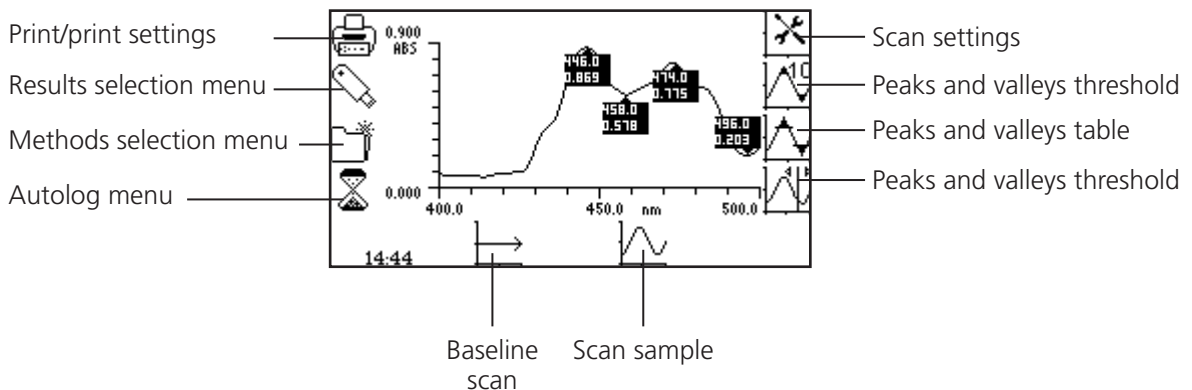 Print/print settings
Results selection menu
Methods selection menu
Autolog menu
0.900
ABS
446.0
0.869
458.0
0.578
474.0
0.775
496.0
0.203
0.000
400.0
450.0 nm
500.0
14:44
10
Scan settings
Peaks and valleys threshold
Peaks and valleys table
Peaks and valleys threshold
Baseline
scan
Scan sample